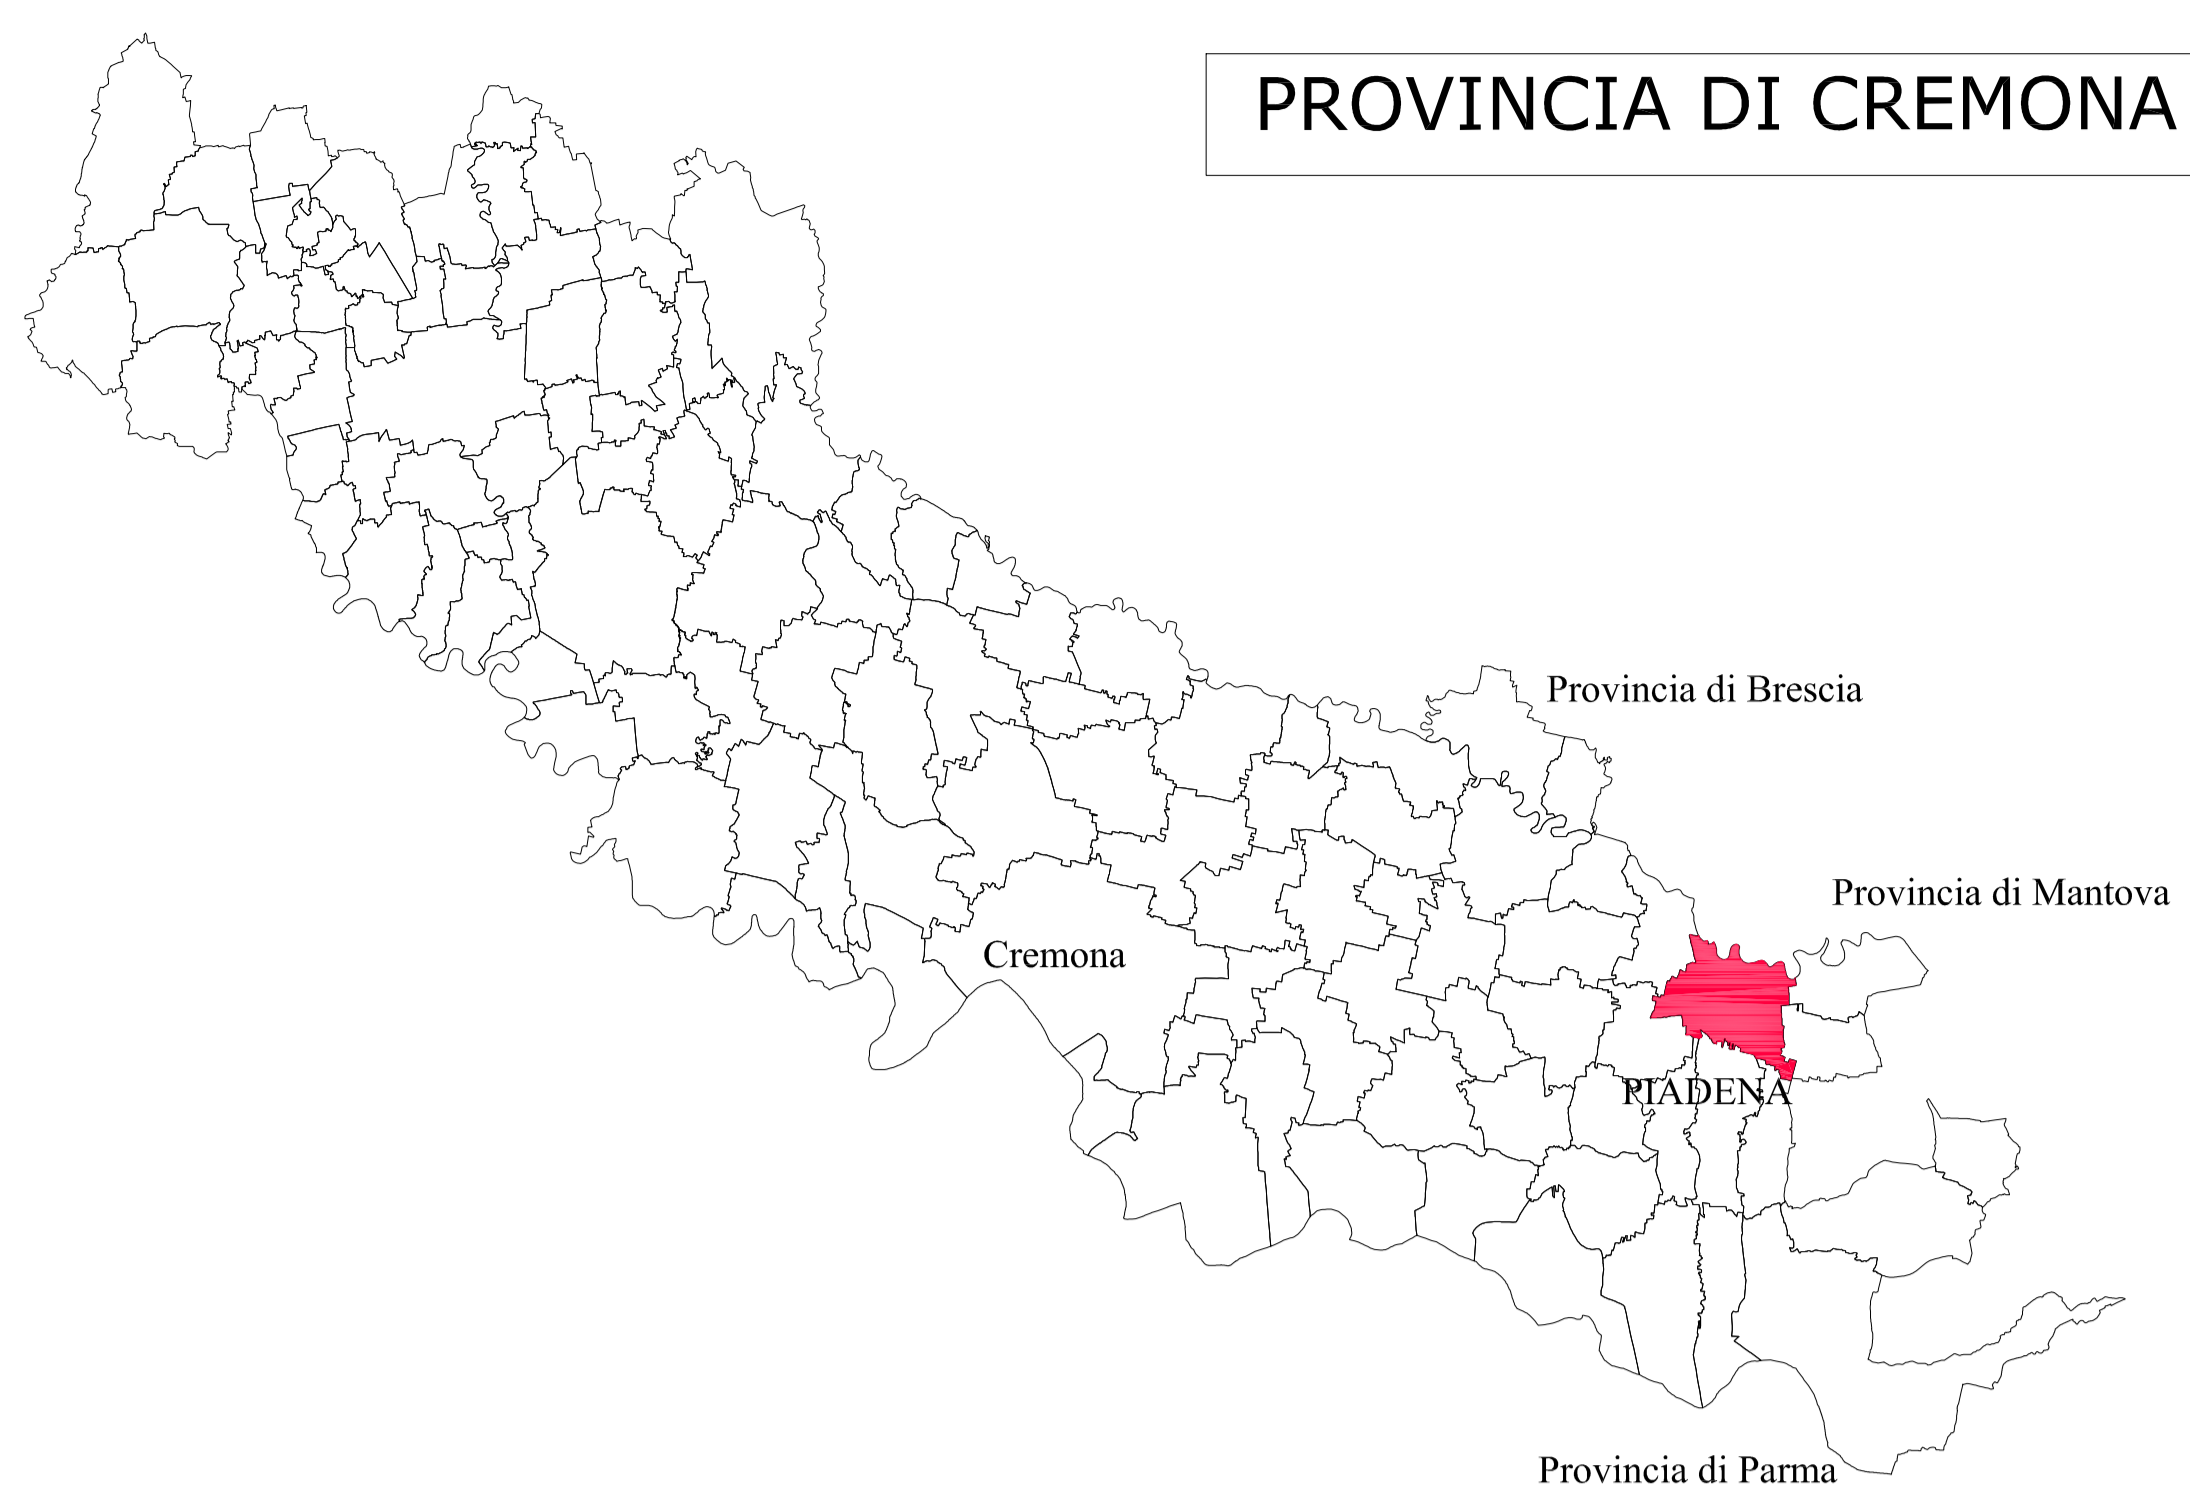 PROVINCIA DI CREMONA
Provincia di Brescia
Provincia di Mantova
Cremona
PIADENA
Provincia di Parma